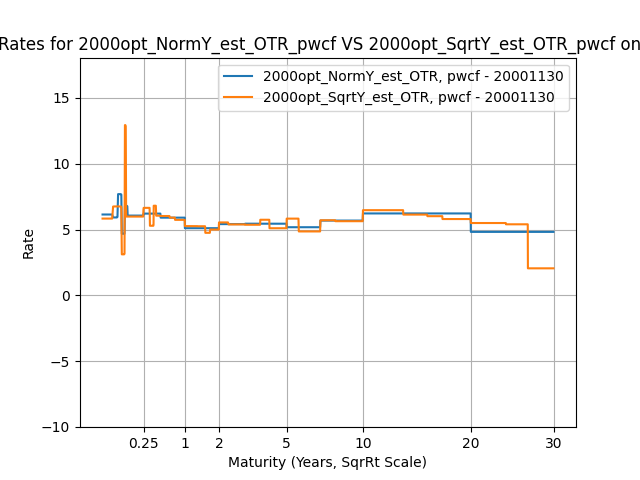 Rates for 2000opt_NormY_est_OTR_pwcf VS 2000opt_SqrtY_est_OTR_pwcf on
2000opt_NormY_est_OTR, pwcf - 20001130
2000opt_SqrtY_est_OTR, pwcf - 20001130
Rate
15
10
5
0
−5
−10
0.25 1 2 5 10 20 30
Maturity (Years, SqrRt Scale)